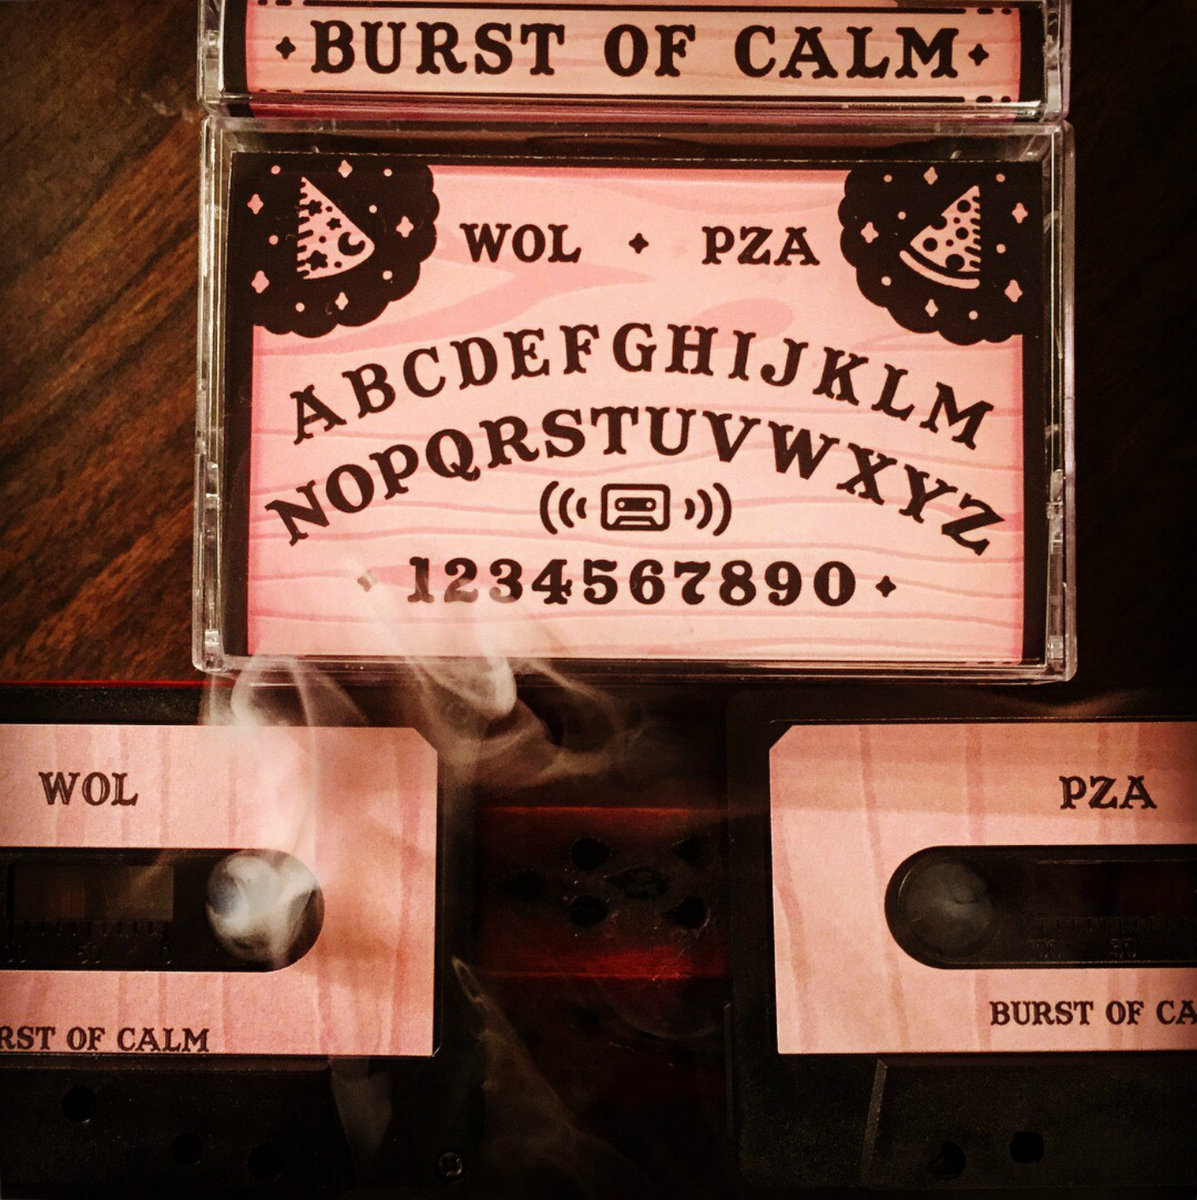 BURST OF CALM
WOL PZA
ABCDEFGHIJKLM
NOPQRSTUVWXYZ
1234567890
WOL
RST OF CALM
PZA
BURST OF CA